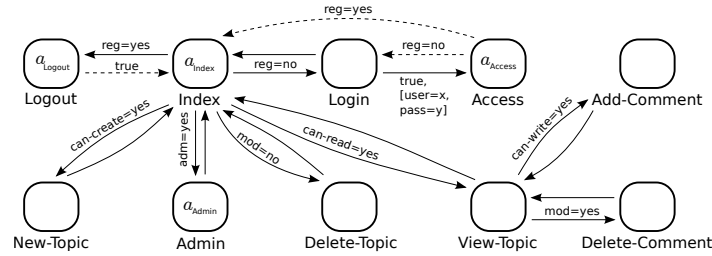 reg=yes
reg=yes
reg=no
a_Logout
a_Index
a_Access
true
reg=no
true,
[user=x,
pass=y]
Logout
Index
Login
Access
Add-Comment
can-create=yes
adm=yes
mod=no
can-read=yes
can-write=yes
a_Admin
mod=yes
New-Topic
Admin
Delete-Topic
View-Topic
Delete-Comment